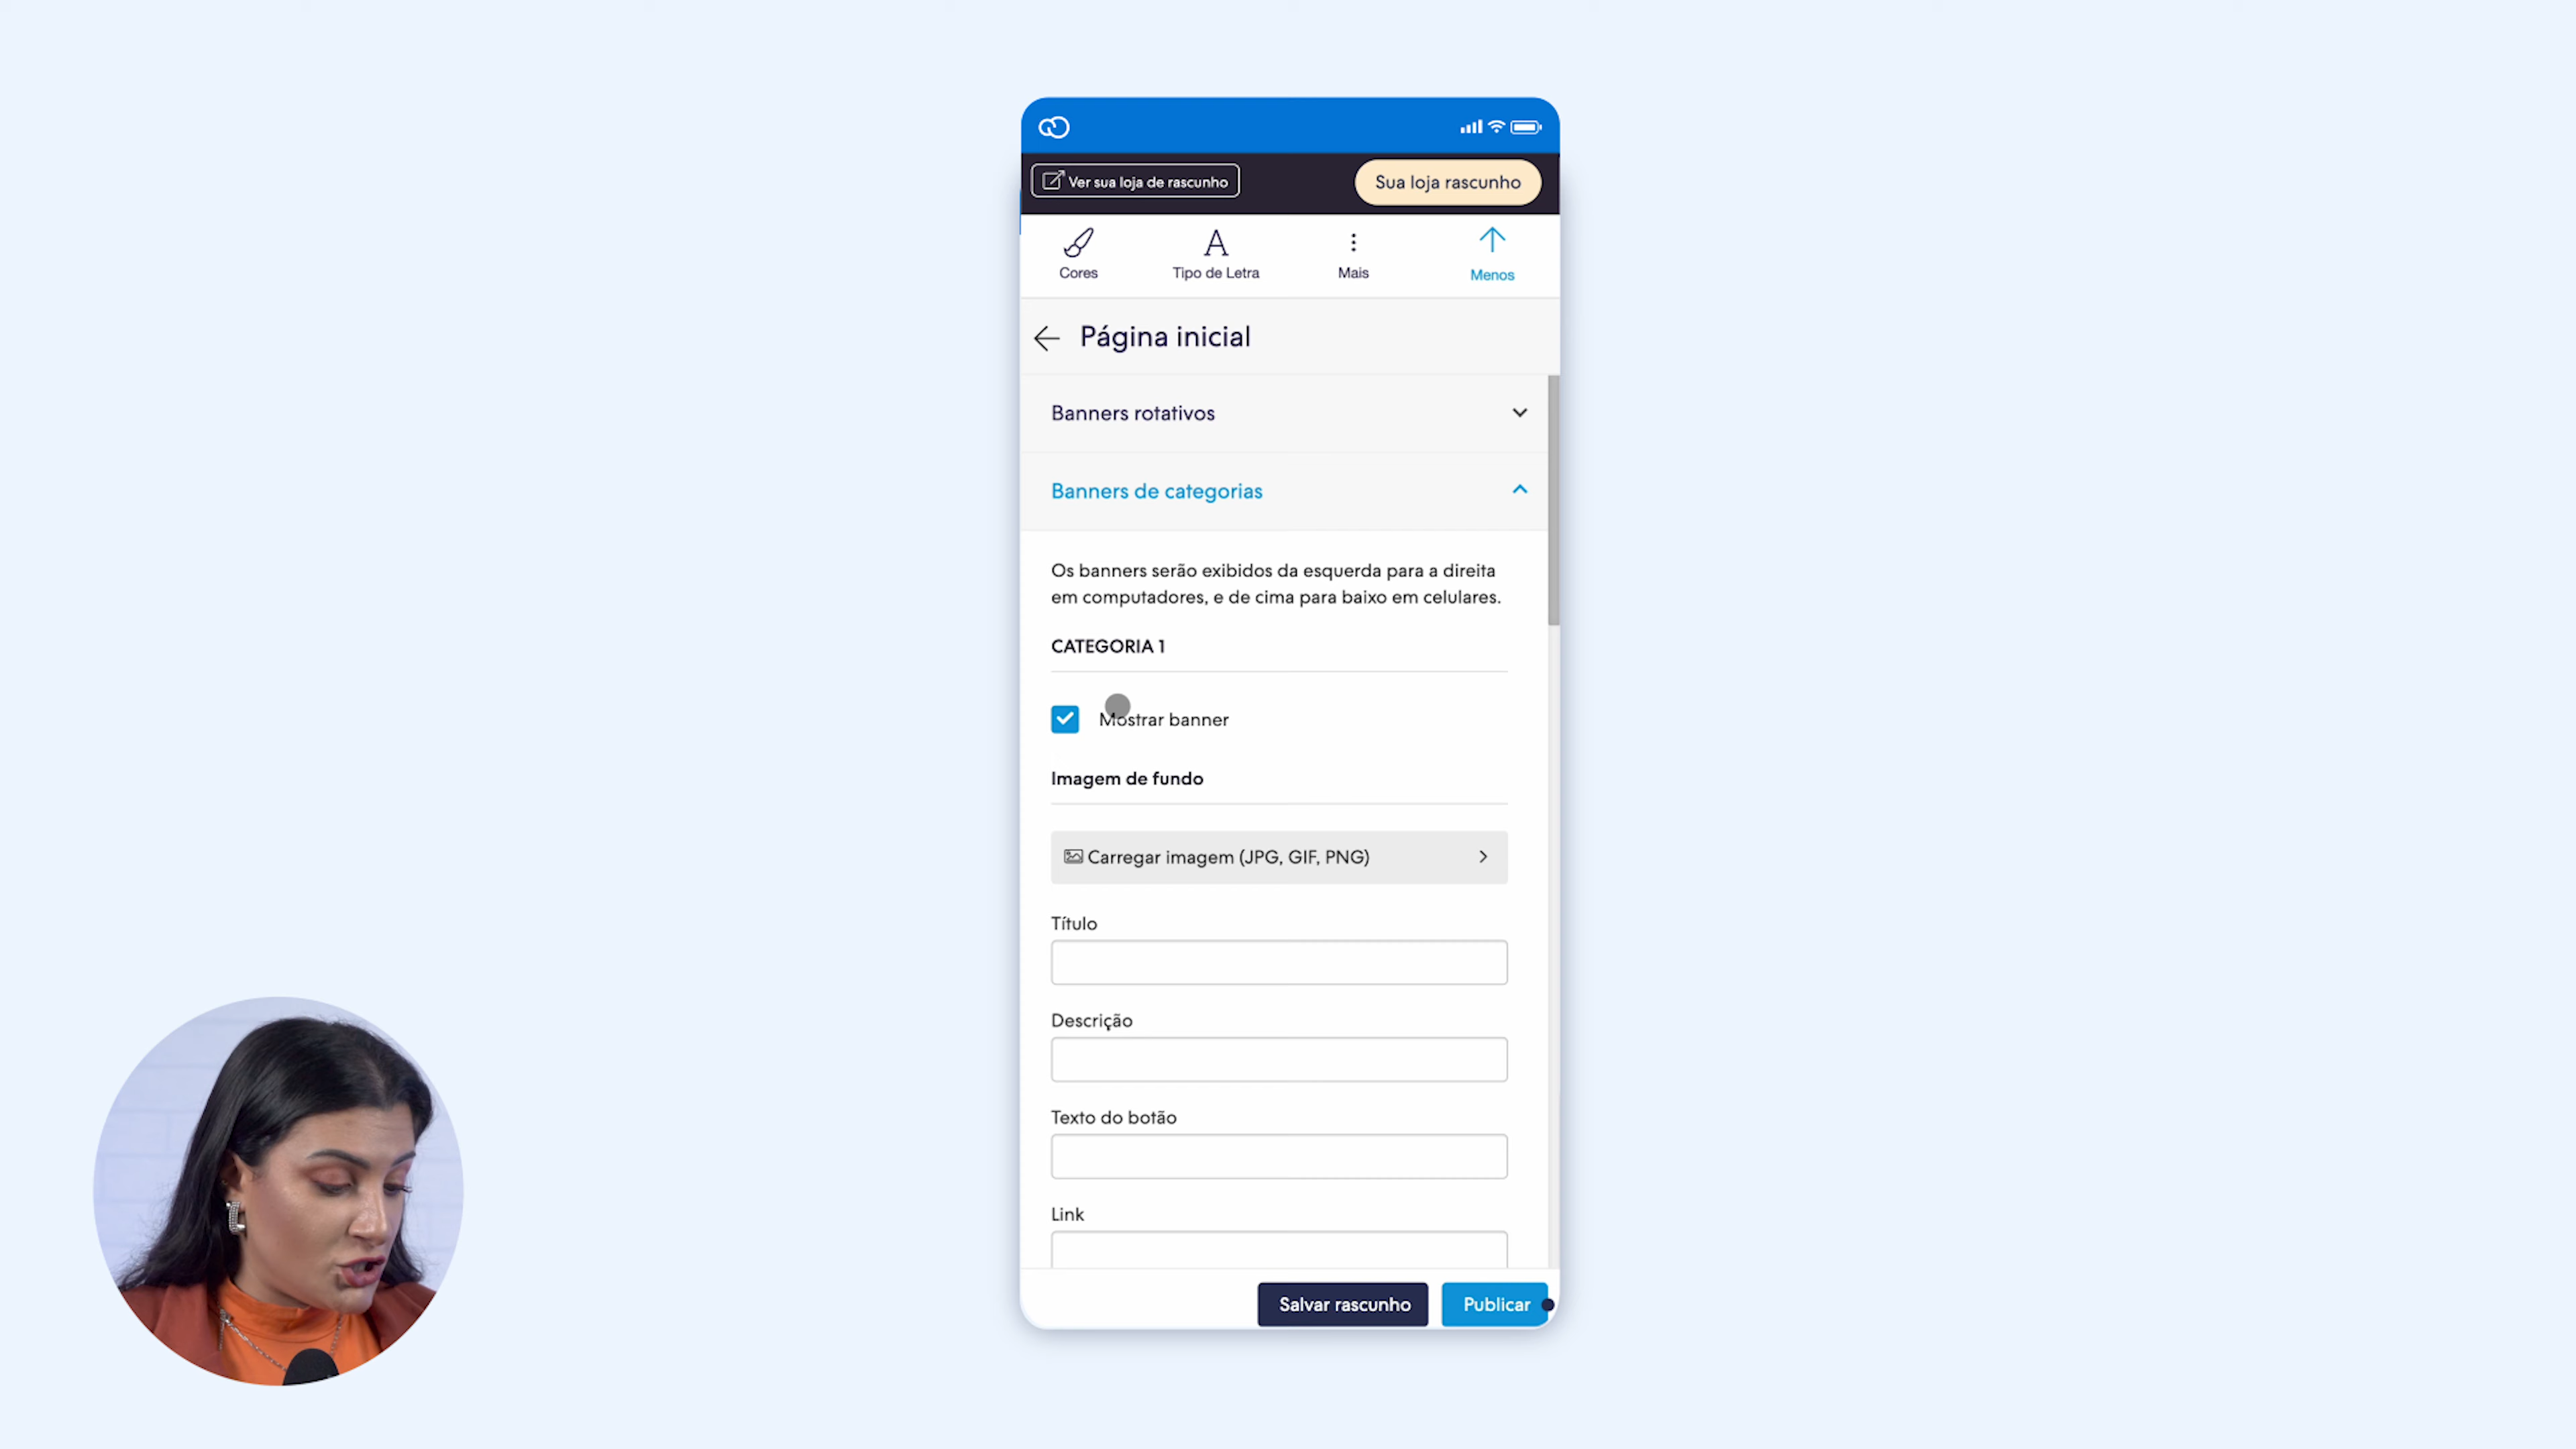 Ver sua loja de rascunho
Sua loja rascunho
Cores
Tipo de Letra
Mais
Menos
Página inicial
Banners rotativos
Banners de categorias
Os banners serão exibidos da esquerda para a direita
em computadores, e de cima para baixo em celulares.
CATEGORIA 1
Mostrar banner
Imagem de fundo
Carregar imagem (JPG, GIF, PNG)
Título
Descrição
Texto do botão
Link
Salvar rascunho
Publicar